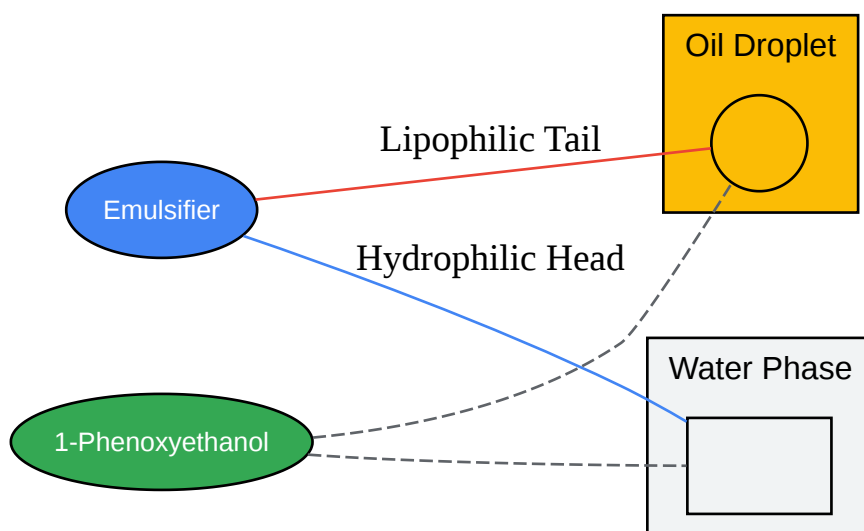 Oil Droplet
Lipophilic Tail
Emulsifier
Hydrophilic Head
Water Phase
1-Phenoxyethanol